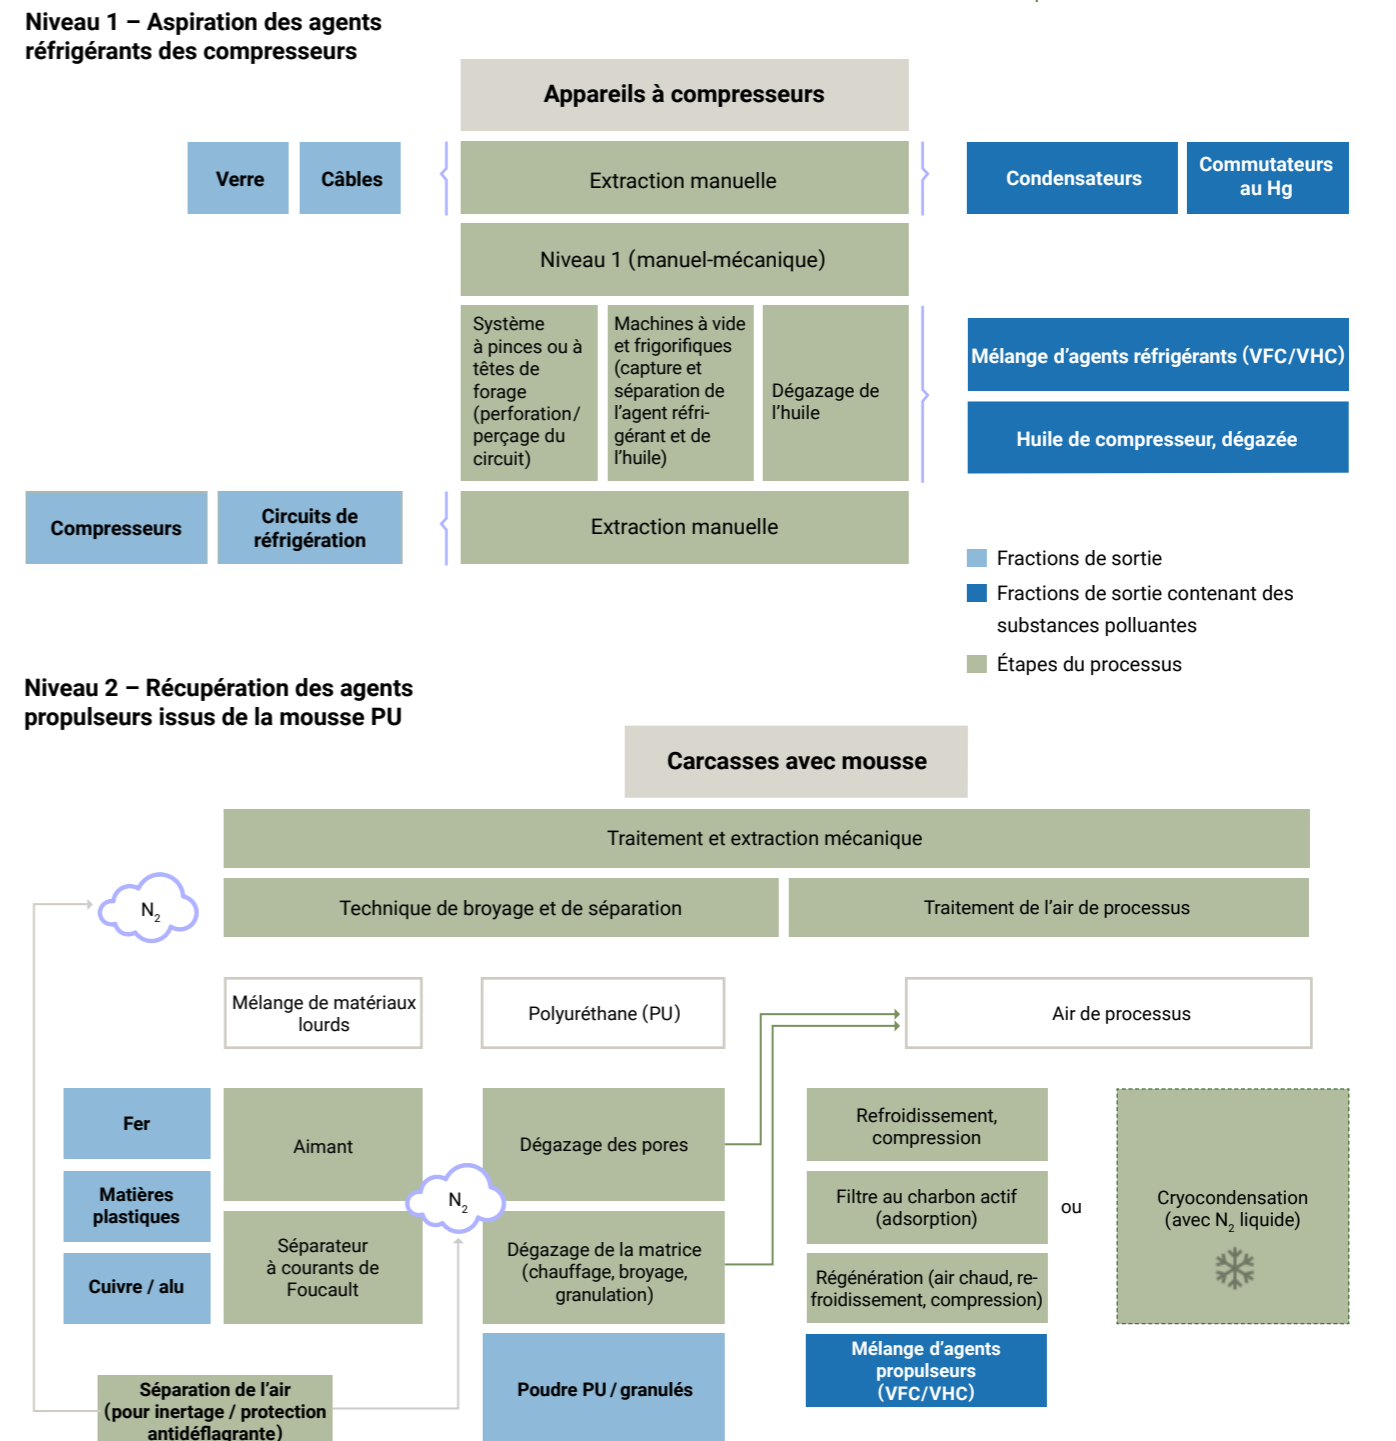 Niveau 1 – Aspiration des agents
réfrigérants des compresseurs
Appareils à compresseurs
Verre
Câbles
Extraction manuelle
Condensateurs
Commutateurs
au Hg
Niveau 1 (manuel-mécanique)
Système
à pinces ou à
têtes de
forage
(perforation/
perçage du
circuit)
Machines à vide
et frigorifiques
(capture et
séparation de
l'agent réfri-
gérant et de
l'huile)
Dégazage de
l'huile
Mélange d'agents réfrigérants (VFC/VHC)
Huile de compresseur, dégazée
Compresseurs
Circuits de
réfrigération
Extraction manuelle
Fractions de sortie
Fractions de sortie contenant des
substances polluantes
Étapes du processus
Niveau 2 – Récupération des agents
propulseurs issus de la mousse PU
Carcasses avec mousse
Traitement et extraction mécanique
N₂
Technique de broyage et de séparation
Traitement de l'air de processus
Mélange de matériaux
lourds
Polyuréthane (PU)
Air de processus
Fer
Matières
plastiques
Cuivre / alu
Aimant
Séparateur
à courants de
Foucault
N₂
Dégazage des pores
Dégazage de la matrice
(chauffage, broyage,
granulation)
Poudre PU / granulés
Refroidissement,
compression
Filtre au charbon actif
(adsorption)
Régénération (air chaud, re-
froidissement, compression)
Mélange d'agents
propulseurs
(VFC/VHC)
ou
Cryocondensation
(avec N₂ liquide)
Séparation de l'air
(pour inertage / protection
antidéflagrante)